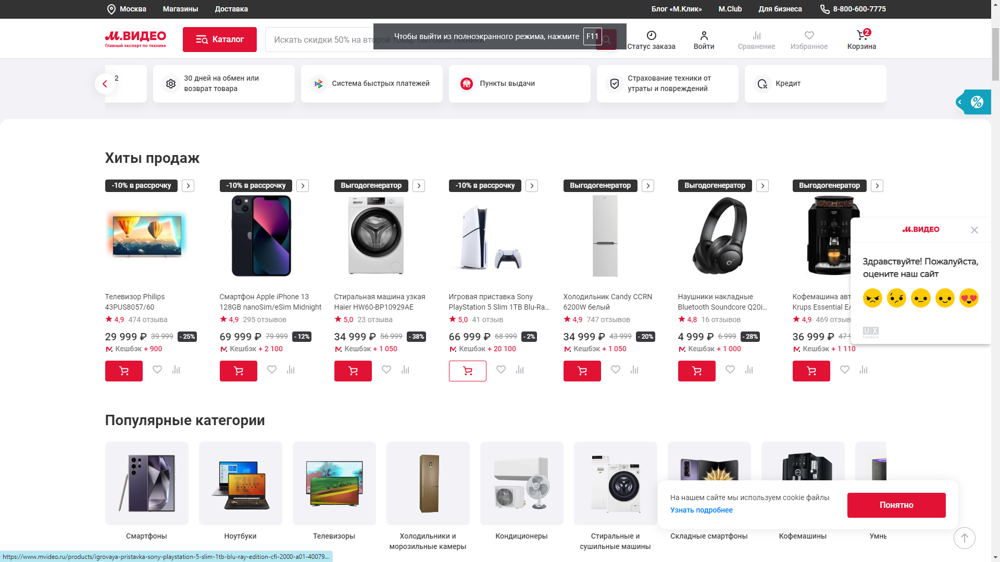 Москва
Магазины
Доставка
Блог «М.Клик»
M.Club
Для бизнеса
8-800-600-7775
м.видео
Главный эксперт по технике
Каталог
Искать скидки 50% на второй товар бытовой техники
Чтобы выйти из полноэкранного режима, нажмите F11
Статус заказа
Войти
Сравнение
Избранное
2
Корзина
2
30 дней на обмен или
возврат товара
Система быстрых платежей
Пункты выдачи
Страхование техники от
утраты и повреждений
Кредит
Хиты продаж
-10% в рассрочку
-10% в рассрочку
Выгодогенератор
-10% в рассрочку
Выгодогенератор
Выгодогенератор
Выгодогенератор
Телевизор Philips
43PUS8057/60
4,9 474 отзыва
29 999 ₽ 39 999 - 25%
Кешбэк + 900
Смартфон Apple iPhone 13
128GB nanoSim/eSim Midnight
4,9 295 отзывов
69 999 ₽ 79 999 - 12%
Кешбэк + 2 100
Стиральная машина узкая
Haier HW60-BP10929AE
5,0 23 отзыва
34 999 ₽ 56 999 - 38%
Кешбэк + 1 050
Игровая приставка Sony
PlayStation 5 Slim 1TB Blu-Ra...
5,0 41 отзыв
66 999 ₽ 68 999 - 2%
Кешбэк + 20 100
Холодильник Candy CCRN
6200W белый
4,9 747 отзывов
34 999 ₽ 43 999 - 20%
Кешбэк + 1 050
Наушники накладные
Bluetooth Soundcore Q20i...
4,8 16 отзывов
4 999 ₽ 6 999 - 28%
Кешбэк + 1 000
Кофемашина авт
Krups Essential EA
4,9 469 отзыв
36 999 ₽ 47 9
Кешбэк + 1 110
м.видео
Здравствуйте! Пожалуйста,
оцените наш сайт
UX
Feedback
Популярные категории
Смартфоны
Ноутбуки
Телевизоры
Холодильники и
морозильные камеры
Кондиционеры
Стиральные и
сушильные машины
Складные смартфоны
Кофемашины
Умнь
На нашем сайте мы используем cookie файлы
Узнать подробнее
Понятно
https://www.mvideo.ru/products/igrovaya-pristavka-sony-playstation-5-slim-1tb-blu-ray-edition-cfi-2000-a01-40079...